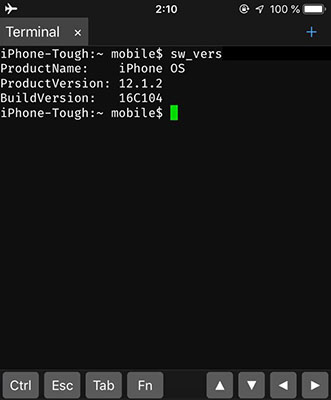 2:10 100 %
Terminal × +
iPhone-Tough:~ mobile$ sw_vers
ProductName: iPhone OS
ProductVersion: 12.1.2
BuildVersion: 16C104
iPhone-Tough:~ mobile$
Ctrl Esc Tab Fn ▲ ▼ ◀ ▶